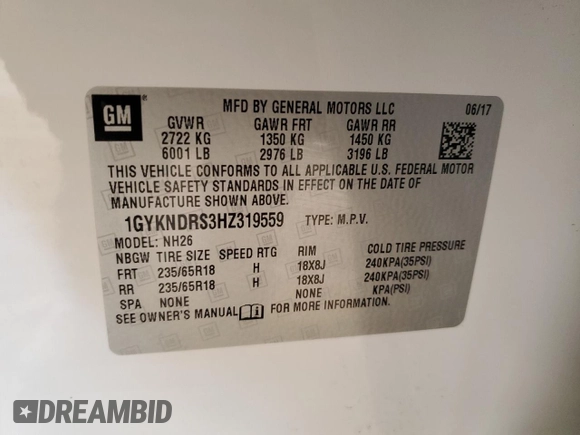 GM
MFD BY GENERAL MOTORS LLC 06/17
GVWR GAWR FRT GAWR RR
2722 KG 1350 KG 1450 KG
6001 LB 2976 LB 3196 LB
THIS VEHICLE CONFORMS TO ALL APPLICABLE U.S. FEDERAL MOTOR
VEHICLE SAFETY STANDARDS IN EFFECT ON THE DATE OF
MANUFACTURE SHOWN ABOVE.
1GYKNDRS3HZ319559 TYPE: M.P.V.
MODEL: NH26
NBGW TIRE SIZE SPEED RTG RIM COLD TIRE PRESSURE
FRT 235/65R18 H 18X8J 240KPA(35PSI)
RR 235/65R18 H 18X8J 240KPA(35PSI)
SPA NONE NONE KPA(PSI)
SEE OWNER'S MANUAL FOR MORE INFORMATION.
DREAMBID